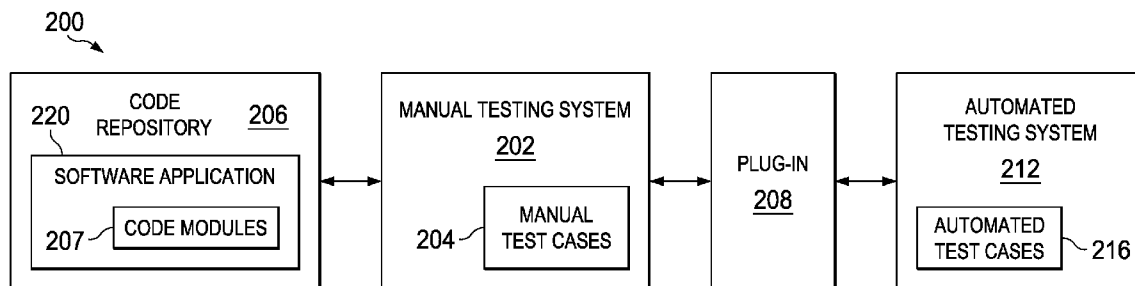 200
CODE
REPOSITORY
206
220
SOFTWARE APPLICATION
207
CODE MODULES
MANUAL TESTING SYSTEM
202
204
MANUAL
TEST CASES
PLUG-IN
208
AUTOMATED
TESTING SYSTEM
212
AUTOMATED
TEST CASES
216